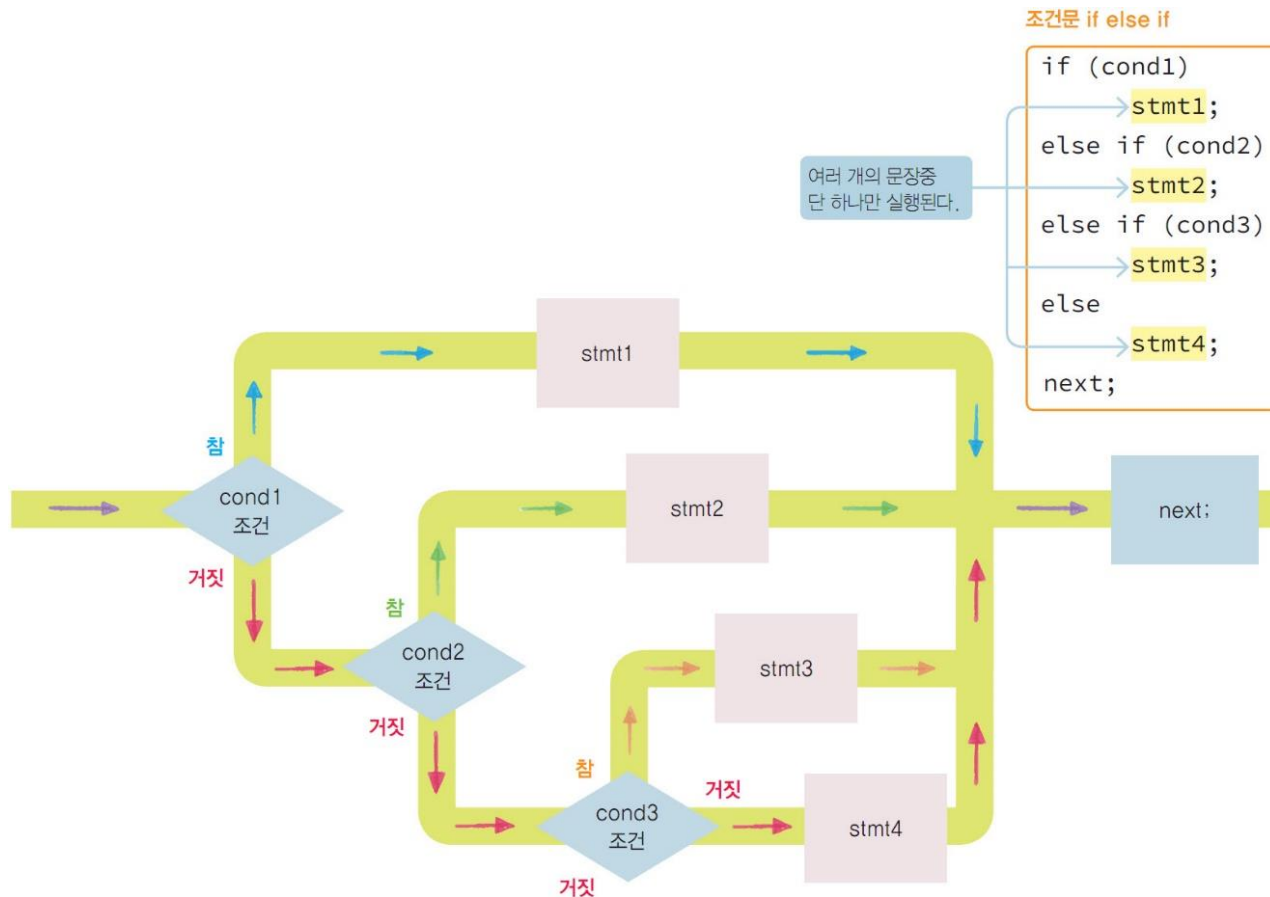 조건문 if else if
if (cond1)
stmt1;
else if (cond2)
stmt2;
else if (cond3)
stmt3;
else
stmt4;
next;
여러 개의 문장중
단 하나만 실행된다.
stmt1
참
cond1
조건
거짓
stmt2
next;
참
cond2
조건
거짓
stmt3
참
cond3
조건
거짓
거짓
stmt4